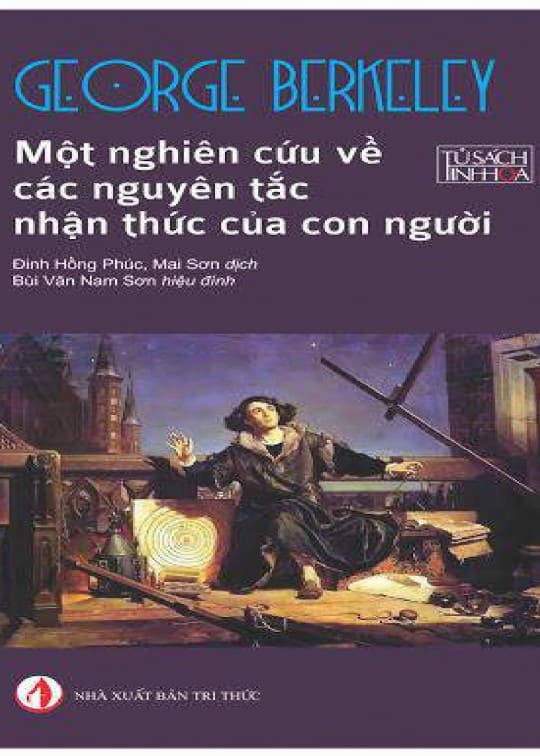 GEORGE BERKELEY
Một nghiên cứu về
các nguyên tắc
nhận thức của con người
TỦ SÁCH
TINH HOA
Đinh Hồng Phúc, Mai Sơn dịch
Bùi Văn Nam Sơn hiệu đính
NHÀ XUẤT BẢN TRI THỨC